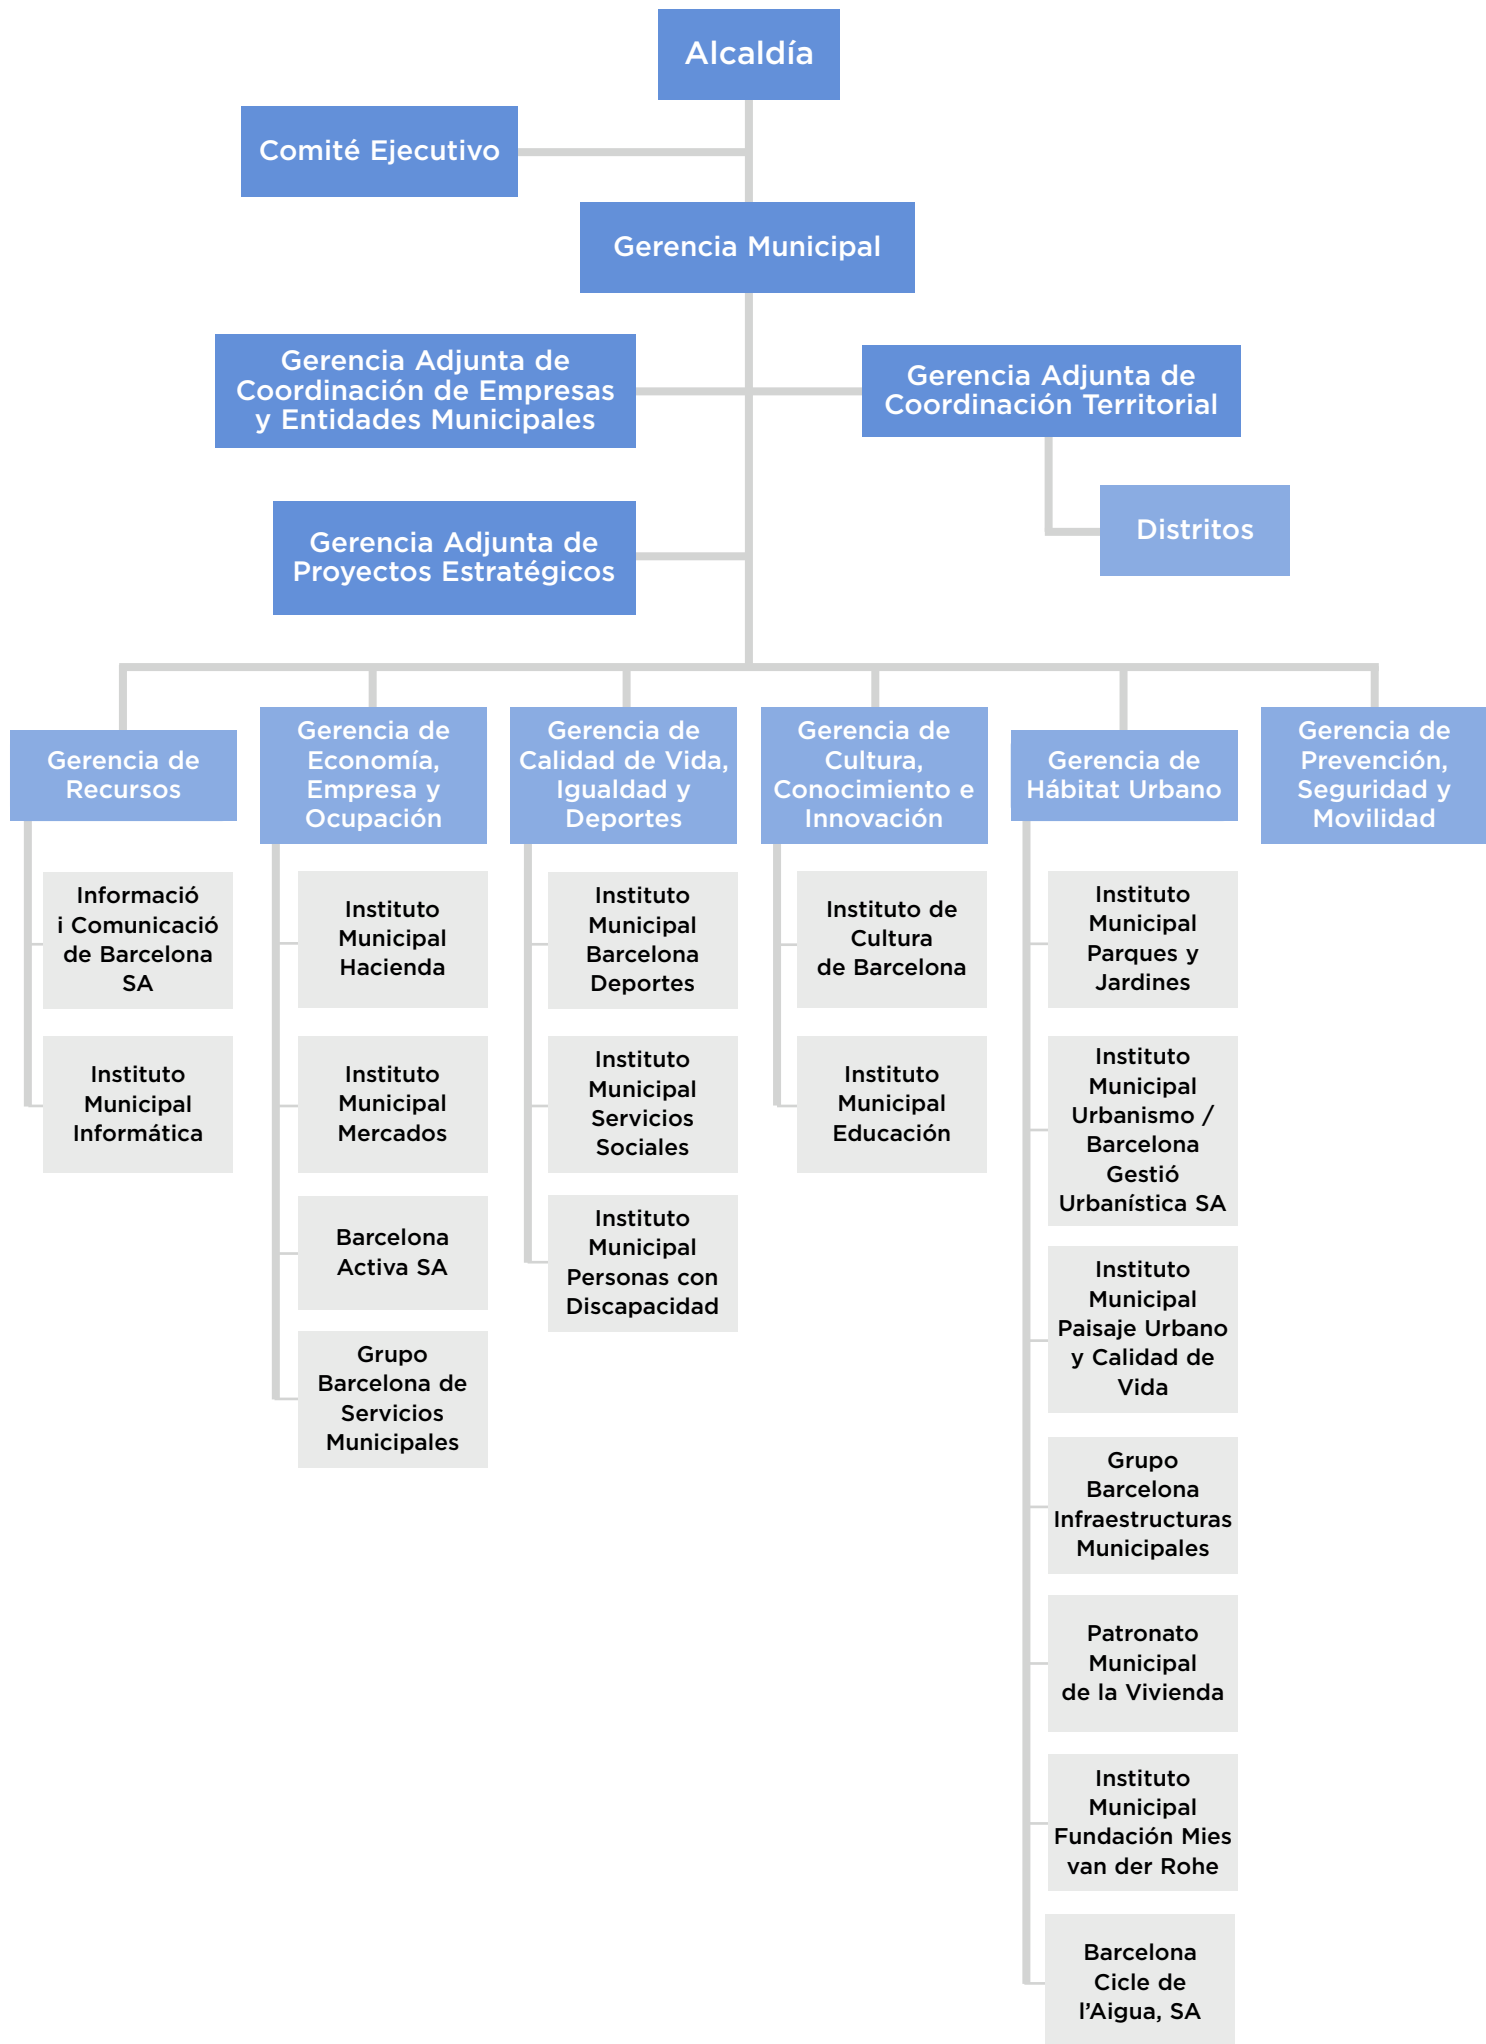 Alcaldía
Comité Ejecutivo
Gerencia Municipal
Gerencia Adjunta de
Coordinación de Empresas
y Entidades Municipales
Gerencia Adjunta de
Coordinación Territorial
Distritos
Gerencia Adjunta de
Proyectos Estratégicos
Gerencia de
Recursos
Informació
i Comunicació
de Barcelona
SA
Instituto
Municipal
Informática
Gerencia de
Economía,
Empresa y
Ocupación
Instituto
Municipal
Hacienda
Instituto
Municipal
Mercados
Barcelona
Activa SA
Grupo
Barcelona de
Servicios
Municipales
Gerencia de
Calidad de Vida,
Igualdad y
Deportes
Instituto
Municipal
Barcelona
Deportes
Instituto
Municipal
Servicios
Sociales
Instituto
Municipal
Personas con
Discapacidad
Gerencia de
Cultura,
Conocimiento e
Innovación
Instituto de
Cultura
de Barcelona
Instituto
Municipal
Educación
Gerencia de
Hábitat Urbano
Instituto
Municipal
Parques y
Jardines
Instituto
Municipal
Urbanismo /
Barcelona
Gestió
Urbanística SA
Instituto
Municipal
Paisaje Urbano
y Calidad de
Vida
Grupo
Barcelona
Infraestructuras
Municipales
Patronato
Municipal
de la Vivienda
Instituto
Municipal
Fundación Mies
van der Rohe
Barcelona
Cicle de
l’Aigua, SA
Gerencia de
Prevención,
Seguridad y
Movilidad